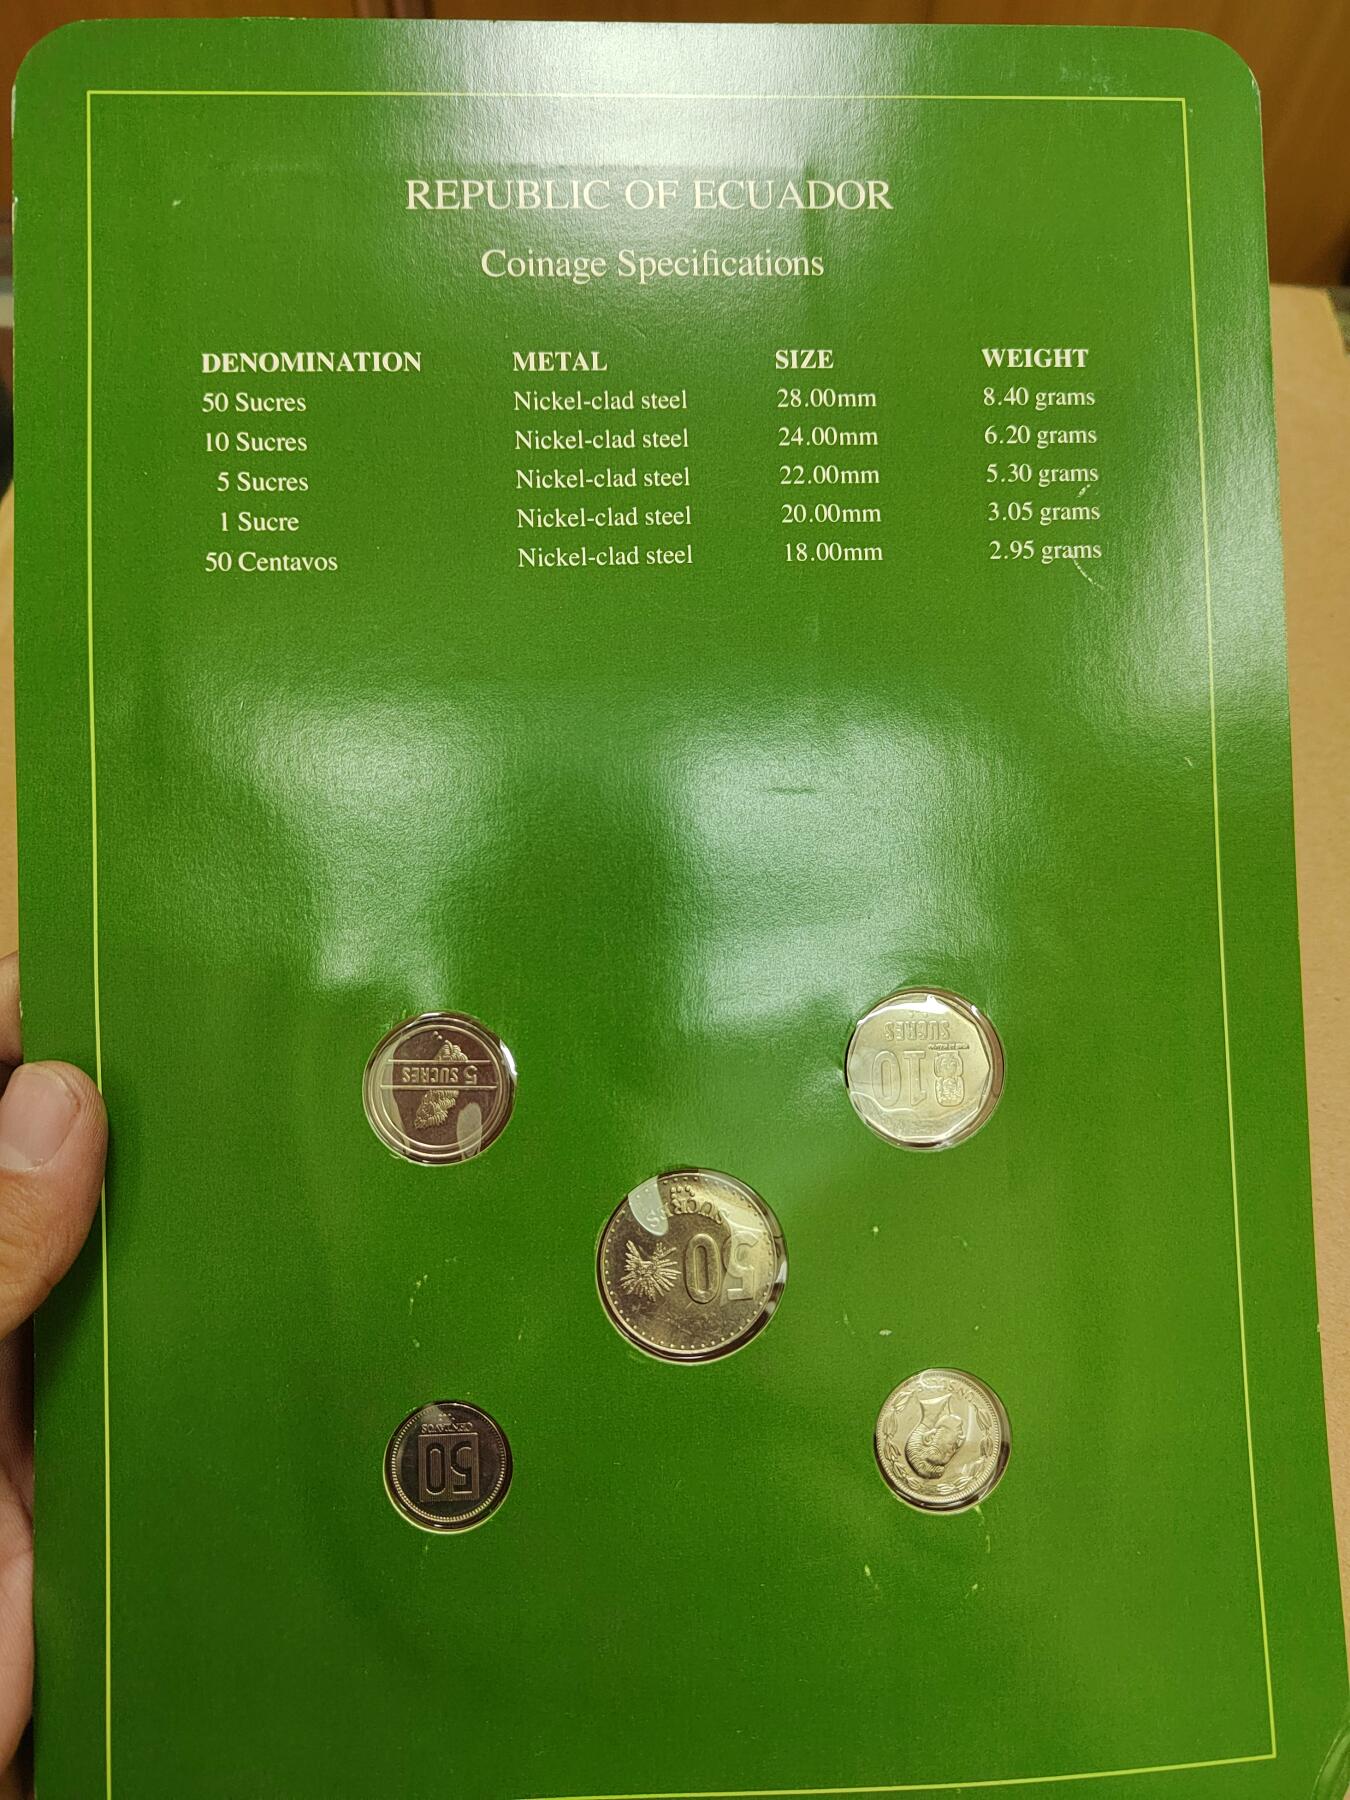 REPUBLIC OF ECUADOR
Coinage Specifications
DENOMINATION METAL SIZE WEIGHT
50 Sucres Nickel-clad steel 28.00mm 8.40 grams
10 Sucres Nickel-clad steel 24.00mm 6.20 grams
5 Sucres Nickel-clad steel 22.00mm 5.30 grams
1 Sucre Nickel-clad steel 20.00mm 3.05 grams
50 Centavos Nickel-clad steel 18.00mm 2.95 grams
5 SUCRES
10
SUCRES
50
SUCRES
50
CENTAVOS